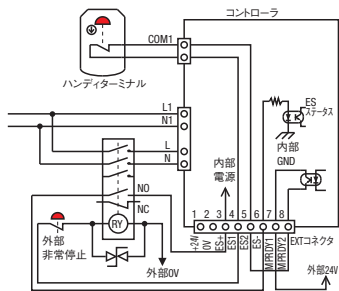 コントローラ
COM1
ハンディターミナル
ES
ステータス
L1
N1
内部
GND
L
N
内部
電源
NO
NC
1 2 3 4 5 6 7 8
EXTコネクタ
+24V
0V
ES+
ES1
ES2
ES-
MPRDY1
MPRDY2
RY
外部
非常停止
外部0V
外部24V